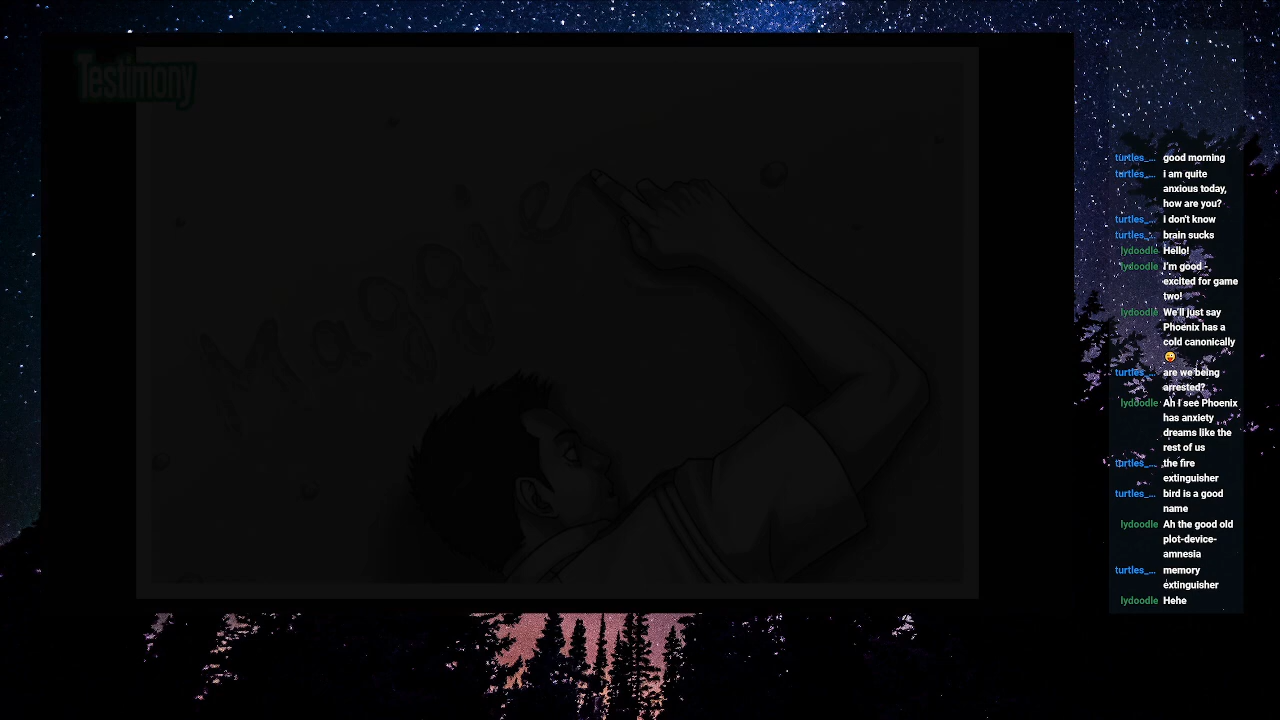 Testimony
Maggie
turtles_... good morning
turtles_... i am quite
anxious today,
how are you?
turtles_... i don't know
turtles_... brain sucks
lydoodle Hello!
lydoodle I'm good -
excited for game
two!
lydoodle We'll just say
Phoenix has a
cold canonically
😜
turtles_... are we being
arrested?
lydoodle Ah I see Phoenix
has anxiety
dreams like the
rest of us
turtles_... the fire
extinguisher
turtles_... bird is a good
name
lydoodle Ah the good old
plot-device-
amnesia
turtles_... memory
extinguisher
lydoodle Hehe